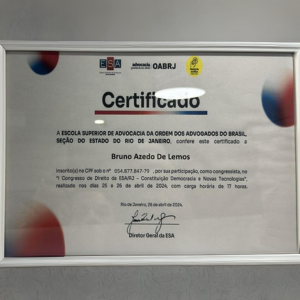 ESA
advocacia OABRJ
Certificado
A ESCOLA SUPERIOR DE ADVOCACIA DA ORDEM DOS ADVOGADOS DO BRASIL,
SEÇÃO DO ESTADO DO RIO DE JANEIRO, confere este certificado a
Bruno Azedo De Lemos
inscrito(a) no CPF sob o nº 054.877.647-79, por sua participação, como congressista, no
"I Congresso de Direito da ESA/RJ - Constituição Democracia e Novas Tecnologias",
realizado nos dias 25 e 26 de abril de 2024, com carga horária de 17 horas.
Rio de Janeiro, 26 de abril de 2024.
Diretor Geral da ESA